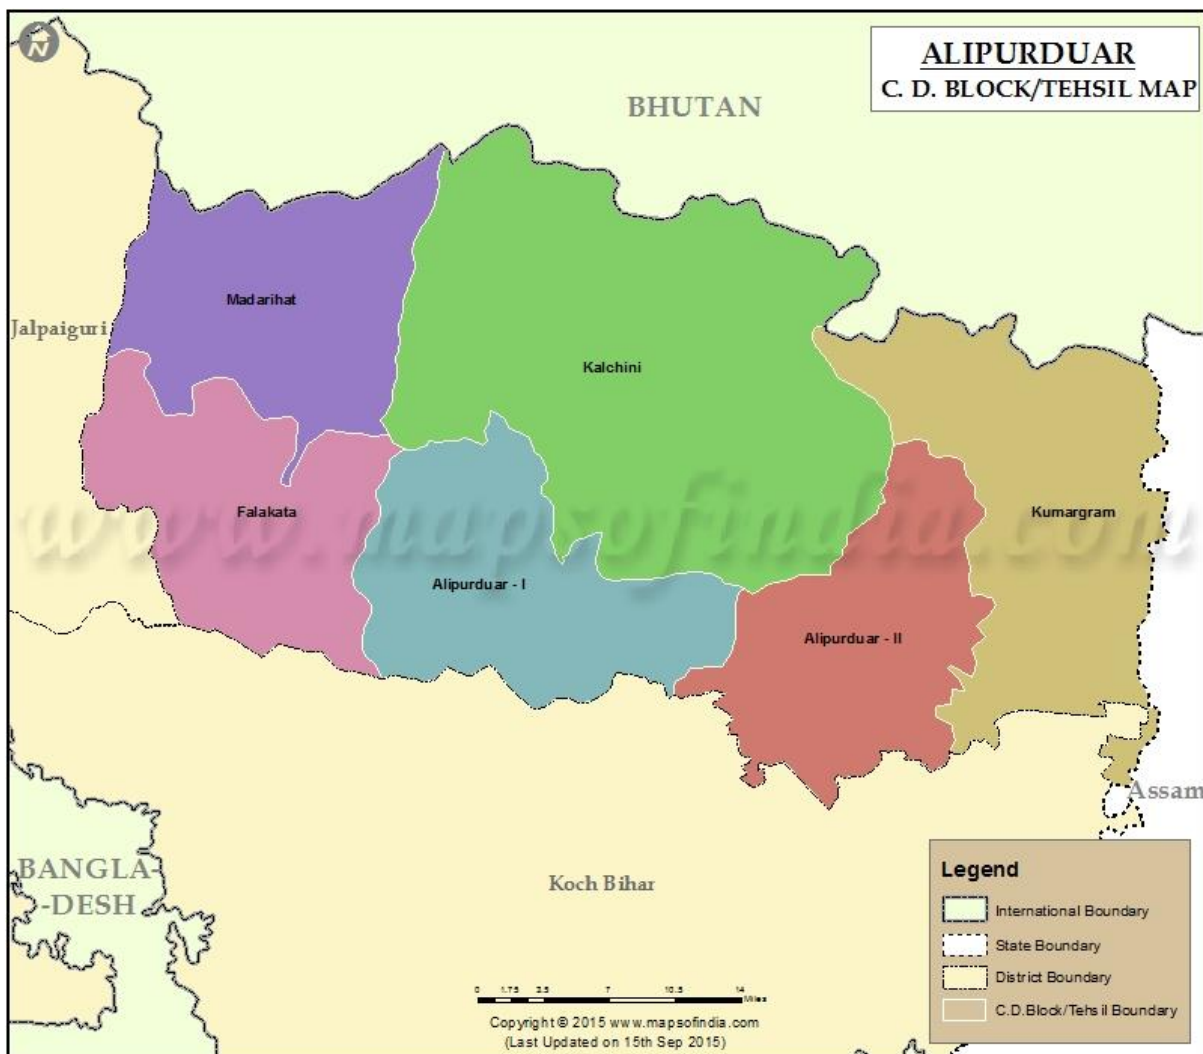 N
ALIPURDUAR
C. D. BLOCK/TEHSIL MAP
BHUTAN
Madarihat
Jalpaiguri
Kalchini
Falakata
Kumargram
www.mapsofindia.com
Alipurduar - I
Alipurduar - II
Assam
BANGLA-
-DESH
Koch Bihar
Legend
International Boundary
State Boundary
District Boundary
C.D.Block/Tehsil Boundary
0 1.75 3.5 7 10.5 14
Miles
Copyright © 2015 www.mapsofindia.com
(Last Updated on 15th Sep 2015)